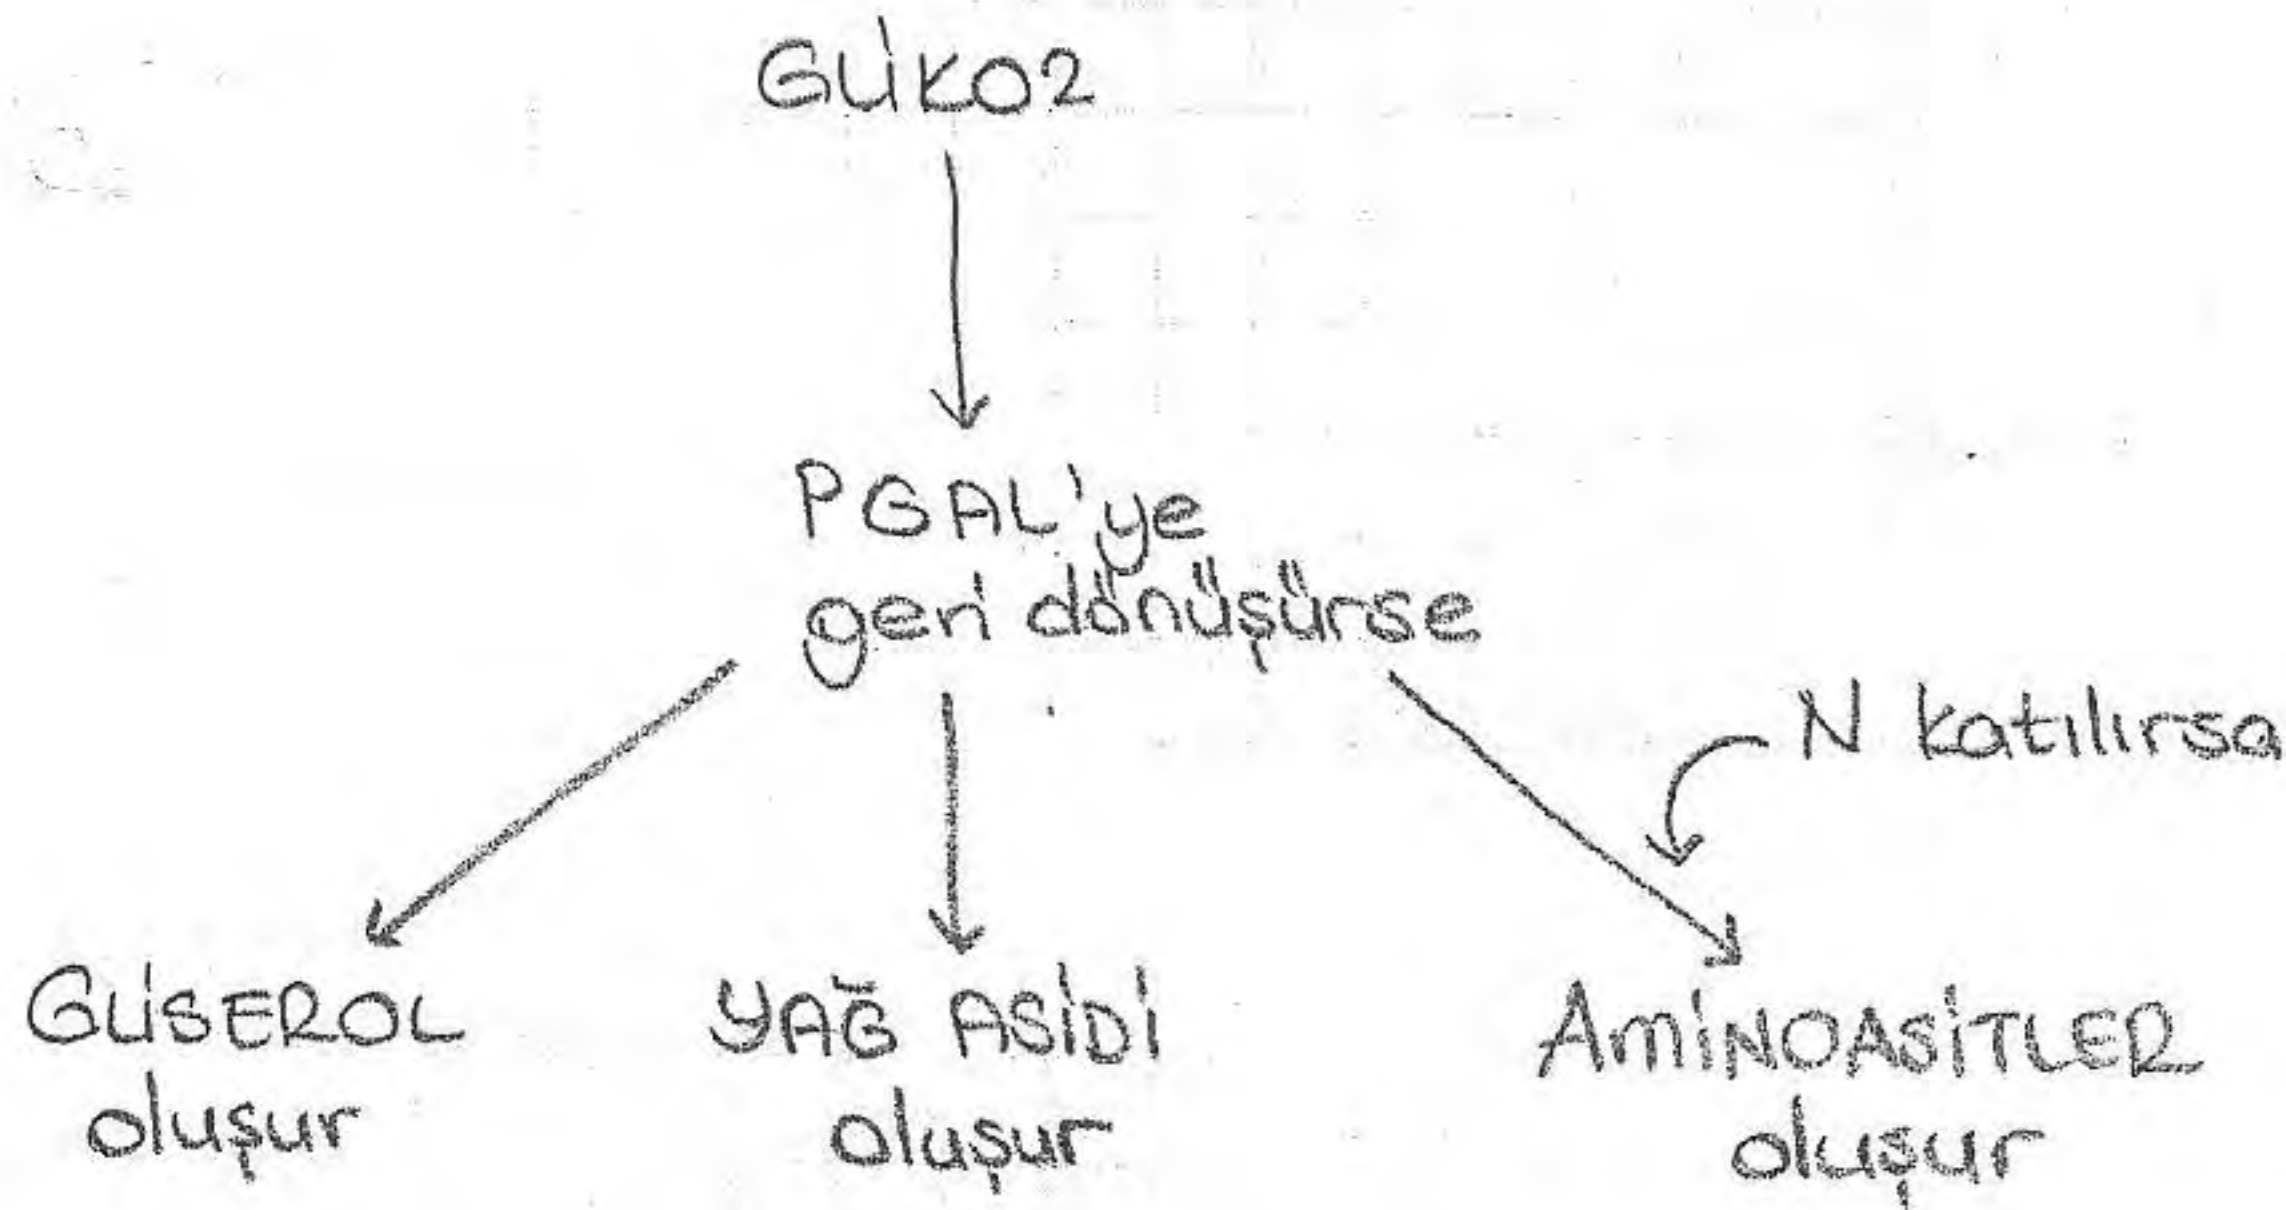 GLİKOZ
PGAL'ye
geri dönüşürse
N katılırsa
GLİSEROL
oluşur
YAĞ ASİDİ
oluşur
AMİNOASİTLER
oluşur